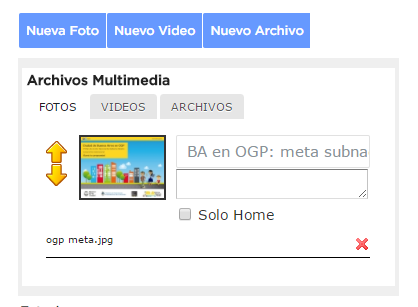 Nueva Foto Nuevo Video Nuevo Archivo
Archivos Multimedia
FOTOS VIDEOS ARCHIVOS
BA en OGP: meta subna
Solo Home
ogp meta.jpg